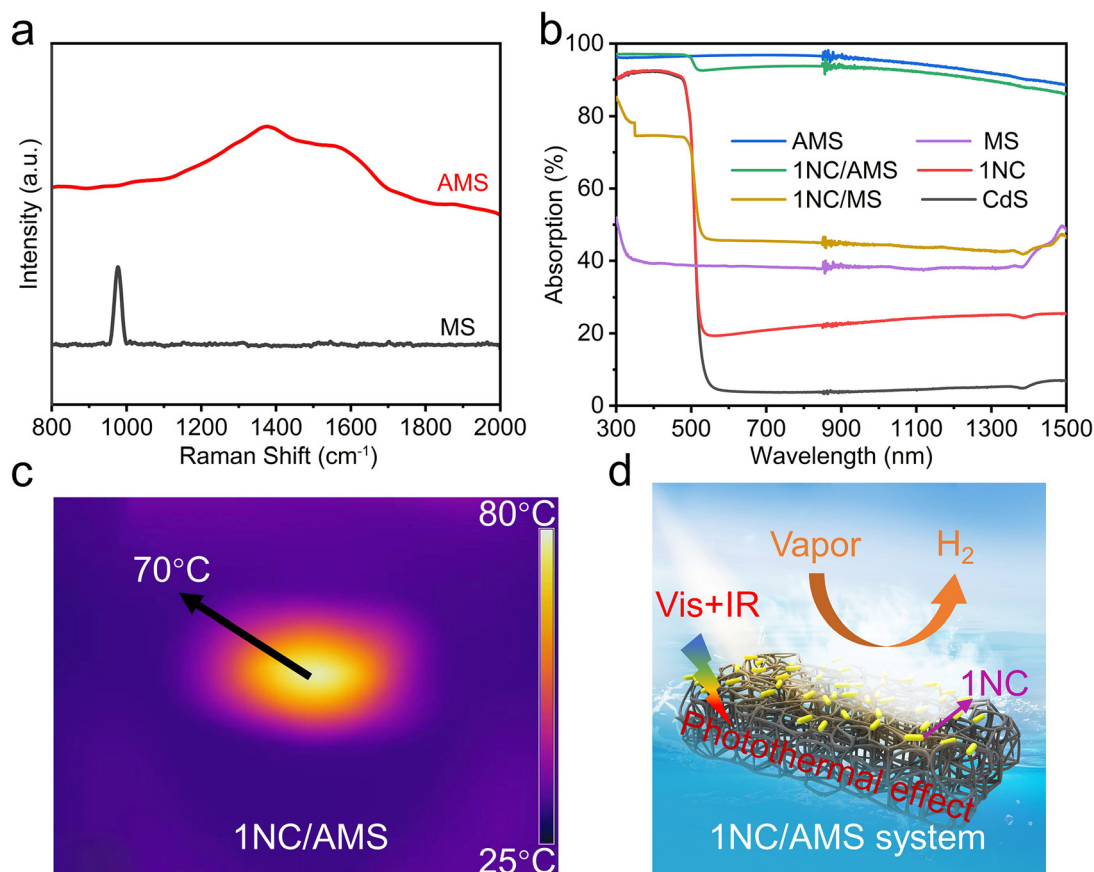 a
Intensity (a.u.)
AMS
MS
800 1000 1200 1400 1600 1800 2000
Raman Shift (cm⁻¹)
b
Absorption (%)
100
80
60
40
20
0
AMS MS
1NC/AMS 1NC
1NC/MS CdS
300 500 700 900 1100 1300 1500
Wavelength (nm)
c
80°C
70°C
1NC/AMS
25°C
d
Vapor H₂
Vis+IR
1NC
Photothermal effect
1NC/AMS system